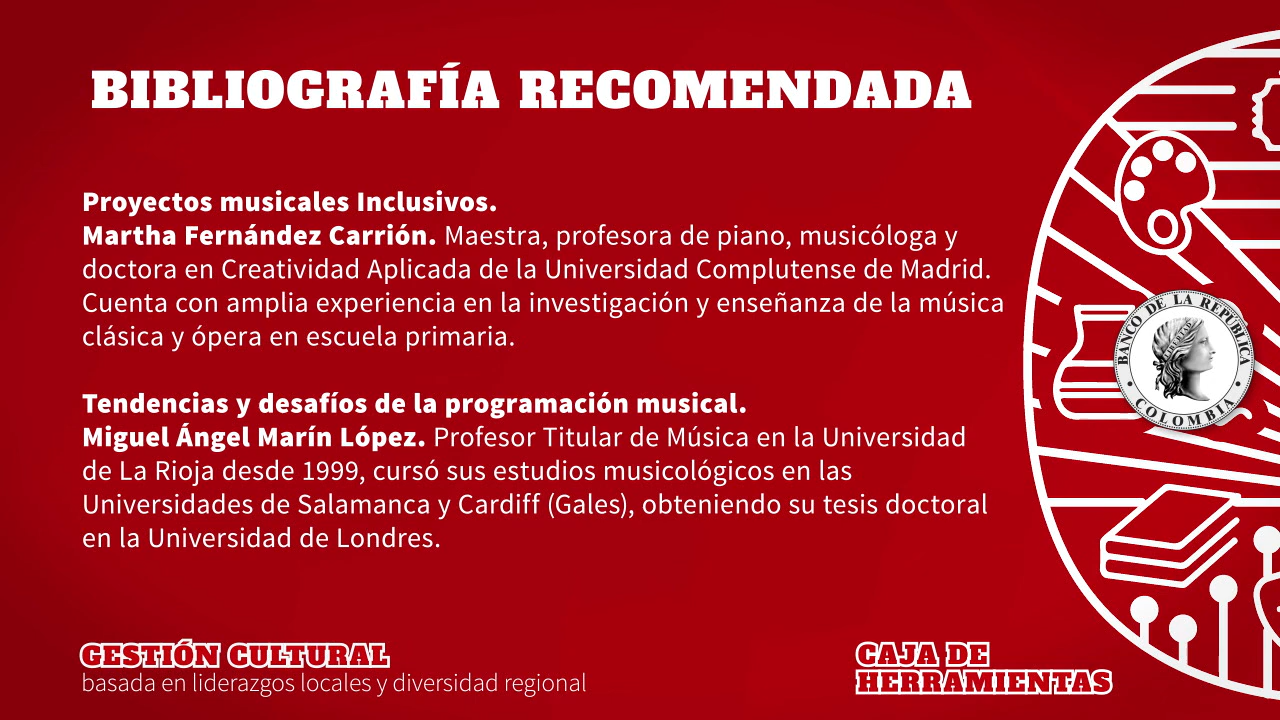 BIBLIOGRAFÍA RECOMENDADA
Proyectos musicales Inclusivos.
Martha Fernández Carrión. Maestra, profesora de piano, musicóloga y
doctora en Creatividad Aplicada de la Universidad Complutense de Madrid.
Cuenta con amplia experiencia en la investigación y enseñanza de la música
clásica y ópera en escuela primaria.
Tendencias y desafíos de la programación musical.
Miguel Ángel Marín López. Profesor Titular de Música en la Universidad
de La Rioja desde 1999, cursó sus estudios musicológicos en las
Universidades de Salamanca y Cardiff (Gales), obteniendo su tesis doctoral
en la Universidad de Londres.
BANCO DE LA REPÚBLICA
LIBERTAD
COLOMBIA
GESTIÓN CULTURAL
basada en liderazgos locales y diversidad regional
CAJA DE
HERRAMIENTAS